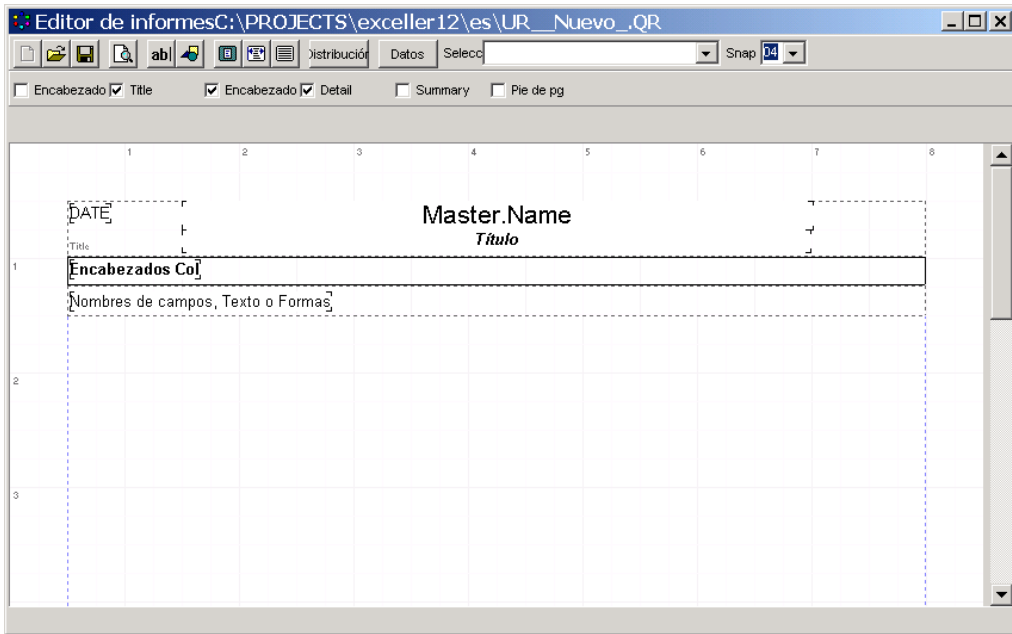 Editor de informesC:\PROJECTS\exceller12\es\UR__Nuevo_.QR
ab| Distribución Datos Selecc Snap 04
Encabezado Title Encabezado Detail Summary Pie de pg
1 2 3 4 5 6 7 8
DATE Master.Name
Título
Title
1 Encabezados Col
Nombres de campos, Texto o Formas
2
3